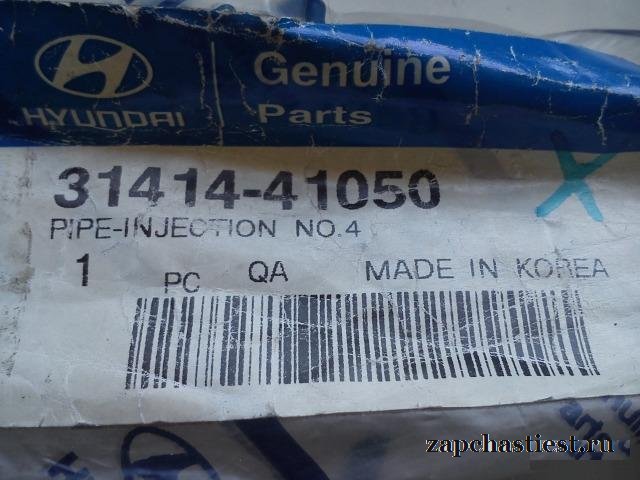 HYUNDAI
Genuine
Parts
31414-41050
PIPE-INJECTION NO.4
1 PC QA MADE IN KOREA
zapchastiest.ru